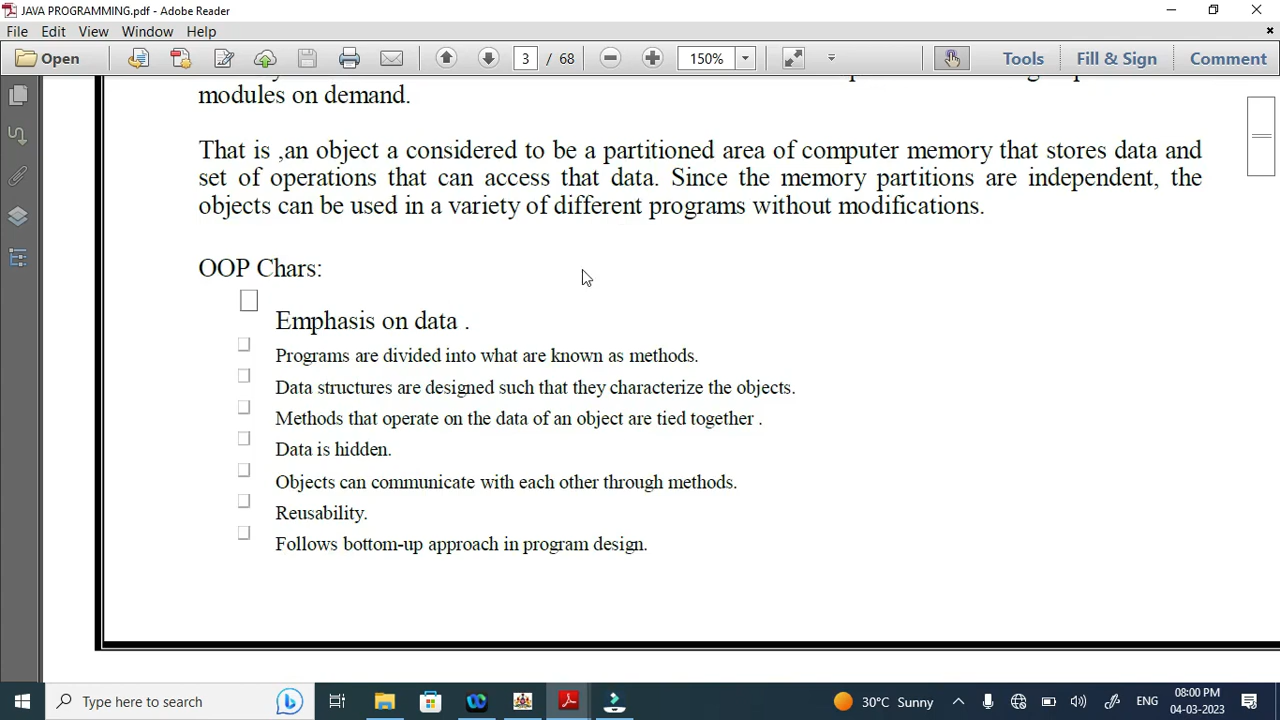 JAVA PROGRAMMING.pdf - Adobe Reader
File Edit View Window Help
Open 3 / 68 150% Tools Fill & Sign Comment
modules on demand.
That is ,an object a considered to be a partitioned area of computer memory that stores data and
set of operations that can access that data. Since the memory partitions are independent, the
objects can be used in a variety of different programs without modifications.
OOP Chars:
Emphasis on data .
Programs are divided into what are known as methods.
Data structures are designed such that they characterize the objects.
Methods that operate on the data of an object are tied together .
Data is hidden.
Objects can communicate with each other through methods.
Reusability.
Follows bottom-up approach in program design.
Type here to search 30°C Sunny ENG 08:00 PM
04-03-2023